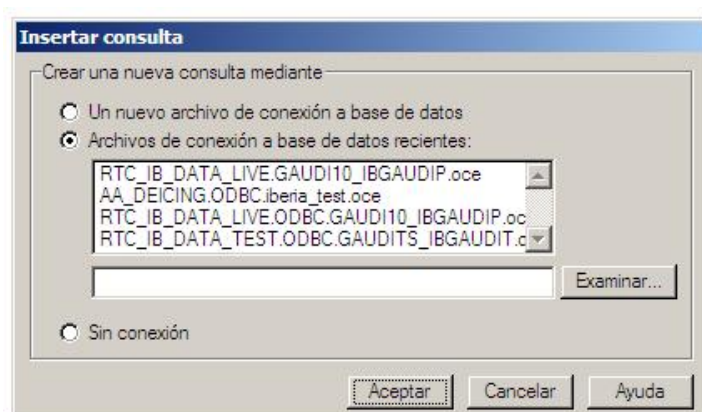 Insertar consulta
Crear una nueva consulta mediante
Un nuevo archivo de conexión a base de datos
Archivos de conexión a base de datos recientes:
RTC_IB_DATA_LIVE.GAUDI10_IBGAUDIP.oce
AA_DEICING.ODBC.iberia_test.oce
RTC_IB_DATA_LIVE.ODBC.GAUDI10_IBGAUDIP.oc
RTC_IB_DATA_TEST.ODBC.GAUDITS_IBGAUDIT.c
Examinar...
Sin conexión
Aceptar Cancelar Ayuda